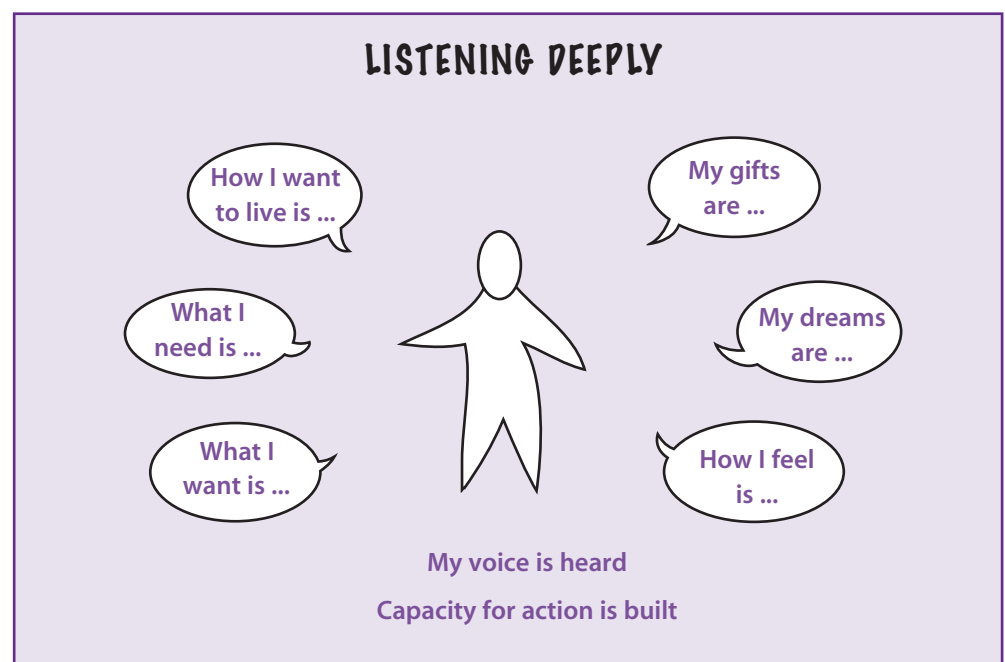 LISTENING DEEPLY
How I want
to live is ...
My gifts
are ...
What I
need is ...
My dreams
are ...
What I
want is ...
How I feel
is ...
My voice is heard
Capacity for action is built